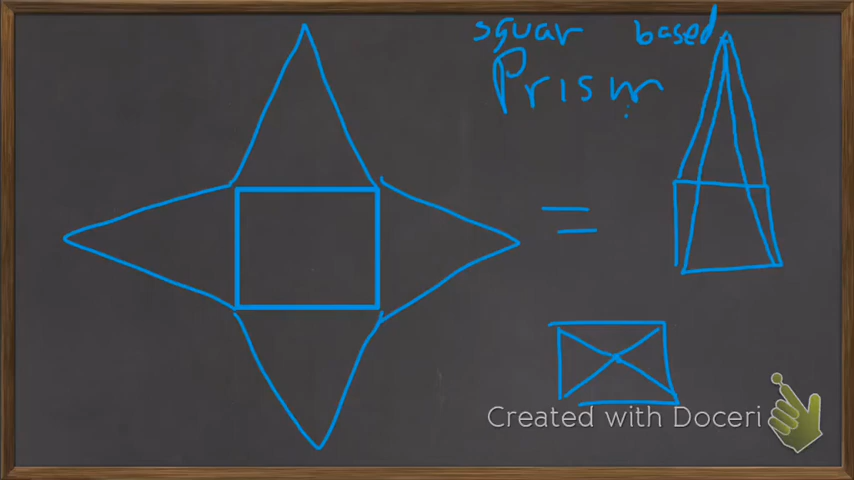 squar based
Prism
=
Created with Doceri